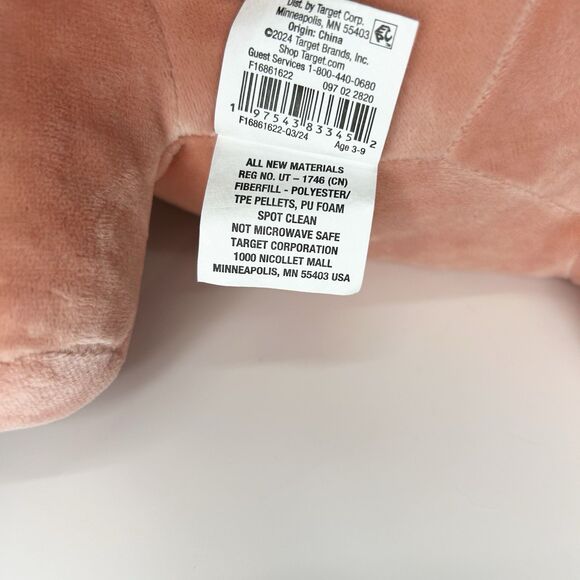 Dist. by Target Corp.
Minneapolis, MN 55403
Origin: China
©2024 Target Brands, Inc.
Shop Target.com
Guest Services 1-800-440-0680
F16861622 097 02 2820
1 97543 83345 2
F16861622-Q3/24 Age 3-9
ALL NEW MATERIALS
REG NO. UT – 1746 (CN)
FIBERFILL - POLYESTER/
TPE PELLETS, PU FOAM
SPOT CLEAN
NOT MICROWAVE SAFE
TARGET CORPORATION
1000 NICOLLET MALL
MINNEAPOLIS, MN 55403 USA